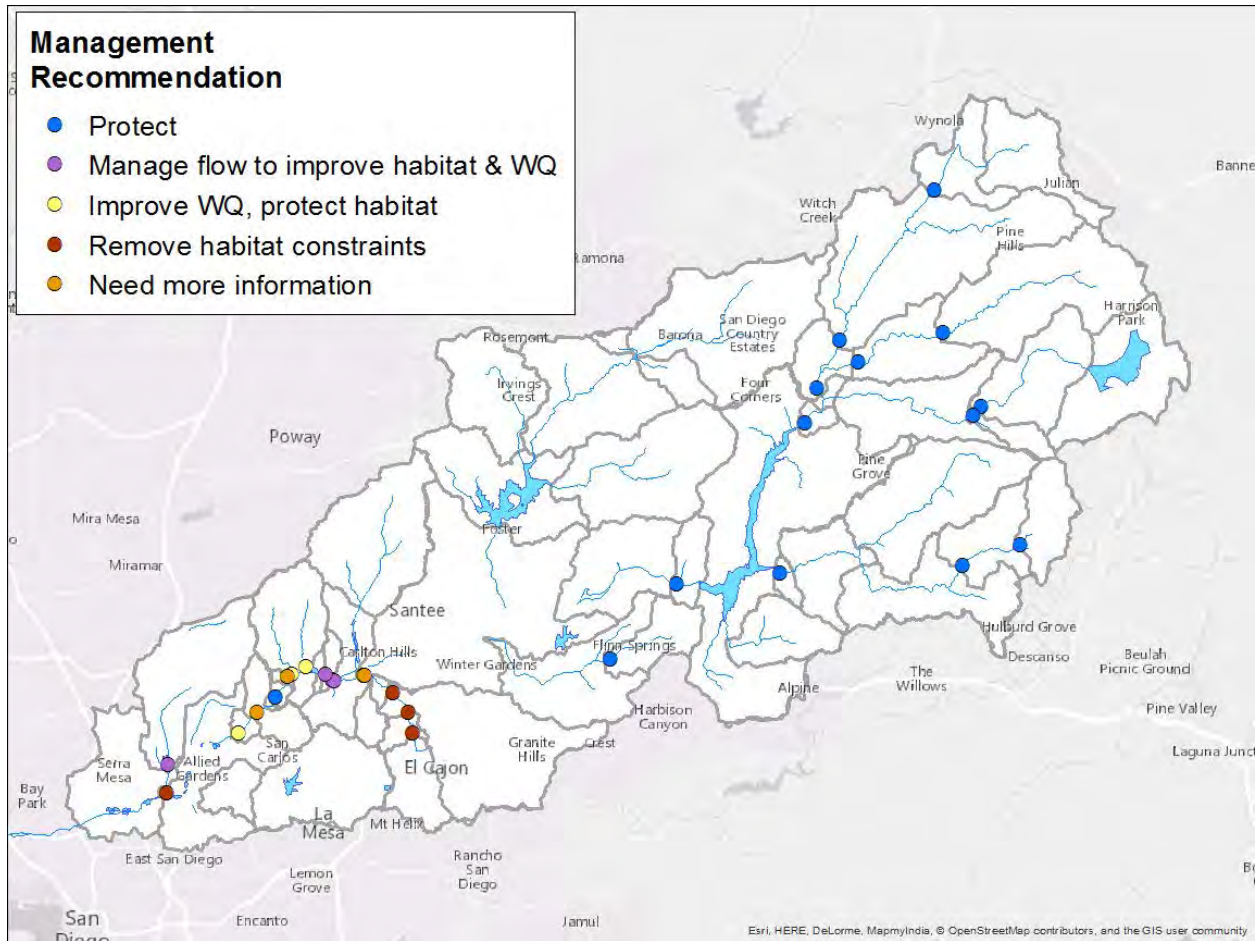 Management
Recommendation
Protect
Manage flow to improve habitat & WQ
Improve WQ, protect habitat
Remove habitat constraints
Need more information
Wynola
Julian
Witch
Creek
Pine
Hills
Ramona
Harrison
Park
San Diego
Country
Estates
Barona
Rosemont
Irvings
Crest
Four
Corners
Poway
Pine
Grove
Mira Mesa
Foster
Miramar
Santee
Carlton Hills
Winter Gardens
Flinn Springs
Hulburd Grove
Descanso
Beulah
Picnic Ground
The
Willows
Alpine
Pine Valley
Harbison
Canyon
San
Carlos
Granite
Hills
Crest
Serra
Mesa
Allied
Gardens
El Cajon
Bay
Park
La
Mesa
Mt Helix
East San Diego
Rancho
San
Diego
Lemon
Grove
San
Diego
Encanto
Jamul
Esri, HERE, DeLorme, MapmyIndia, © OpenStreetMap contributors, and the GIS user community